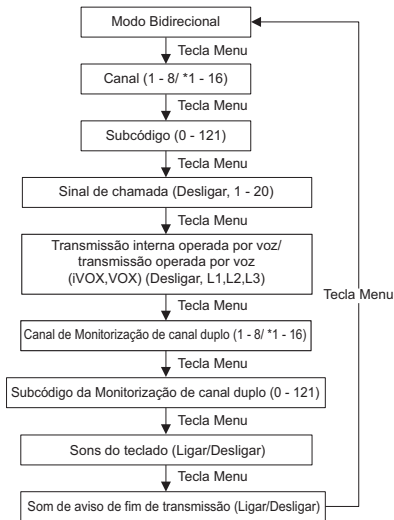 Modo Bidirecional
Tecla Menu
Canal (1 - 8/ *1 - 16)
Tecla Menu
Subcódigo (0 - 121)
Tecla Menu
Sinal de chamada (Desligar, 1 - 20)
Tecla Menu
Transmissão interna operada por voz/
transmissão operada por voz
(iVOX,VOX) (Desligar, L1,L2,L3)
Tecla Menu
Tecla Menu
Canal de Monitorização de canal duplo (1 - 8/ *1 - 16)
Tecla Menu
Subcódigo da Monitorização de canal duplo (0 - 121)
Tecla Menu
Sons do teclado (Ligar/Desligar)
Tecla Menu
Som de aviso de fim de transmissão (Ligar/Desligar)